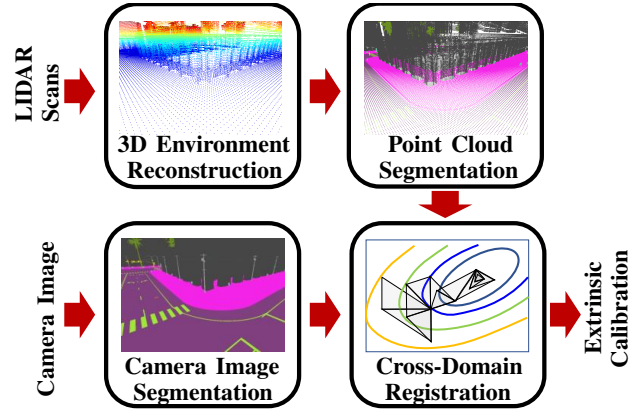 LIDAR
Scans
3D Environment
Reconstruction
Point Cloud
Segmentation
Camera Image
Camera Image
Segmentation
Cross-Domain
Registration
Extrinsic
Calibration